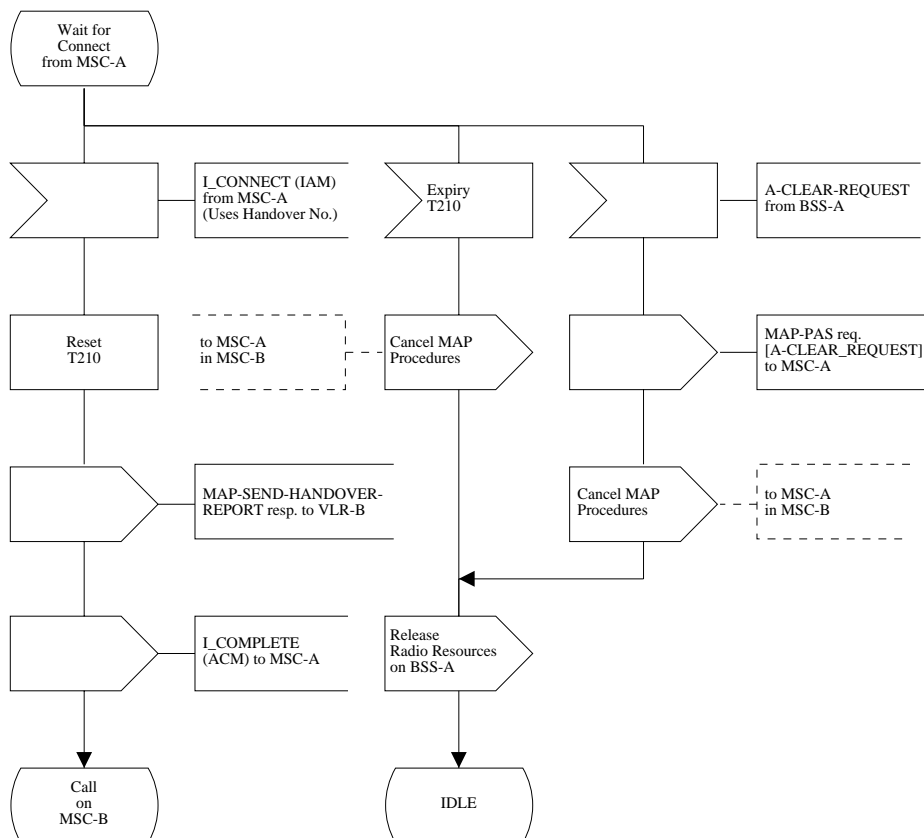 Wait for
Connect
from MSC-A
I_CONNECT (IAM)
from MSC-A
(Uses Handover No.)
Expiry
T210
A-CLEAR-REQUEST
from BSS-A
Reset
T210
to MSC-A
in MSC-B
Cancel MAP
Procedures
MAP-PAS req.
[A-CLEAR_REQUEST]
to MSC-A
MAP-SEND-HANDOVER-
REPORT resp. to VLR-B
Cancel MAP
Procedures
to MSC-A
in MSC-B
I_COMPLETE
(ACM) to MSC-A
Release
Radio Resources
on BSS-A
Call
on
MSC-B
IDLE